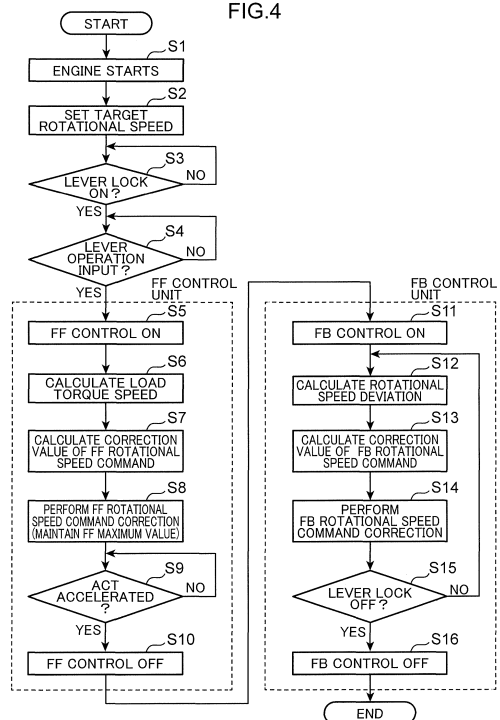 FIG.4
START
S1
ENGINE STARTS
S2
SET TARGET
ROTATIONAL SPEED
S3
LEVER LOCK
ON?
NO
YES
S4
LEVER
OPERATION
INPUT?
NO
YES
FF CONTROL
UNIT
S5
FF CONTROL ON
S6
CALCULATE LOAD
TORQUE SPEED
S7
CALCULATE CORRECTION
VALUE OF FF ROTATIONAL
SPEED COMMAND
S8
PERFORM FF ROTATIONAL
SPEED COMMAND CORRECTION
(MAINTAIN FF MAXIMUM VALUE)
S9
ACT
ACCELERATED
?
NO
YES
S10
FF CONTROL OFF
FB CONTROL
UNIT
S11
FB CONTROL ON
S12
CALCULATE ROTATIONAL
SPEED DEVIATION
S13
CALCULATE CORRECTION
VALUE OF FB ROTATIONAL
SPEED COMMAND
S14
PERFORM
FB ROTATIONAL SPEED
COMMAND CORRECTION
S15
LEVER LOCK
OFF?
NO
YES
S16
FB CONTROL OFF
END